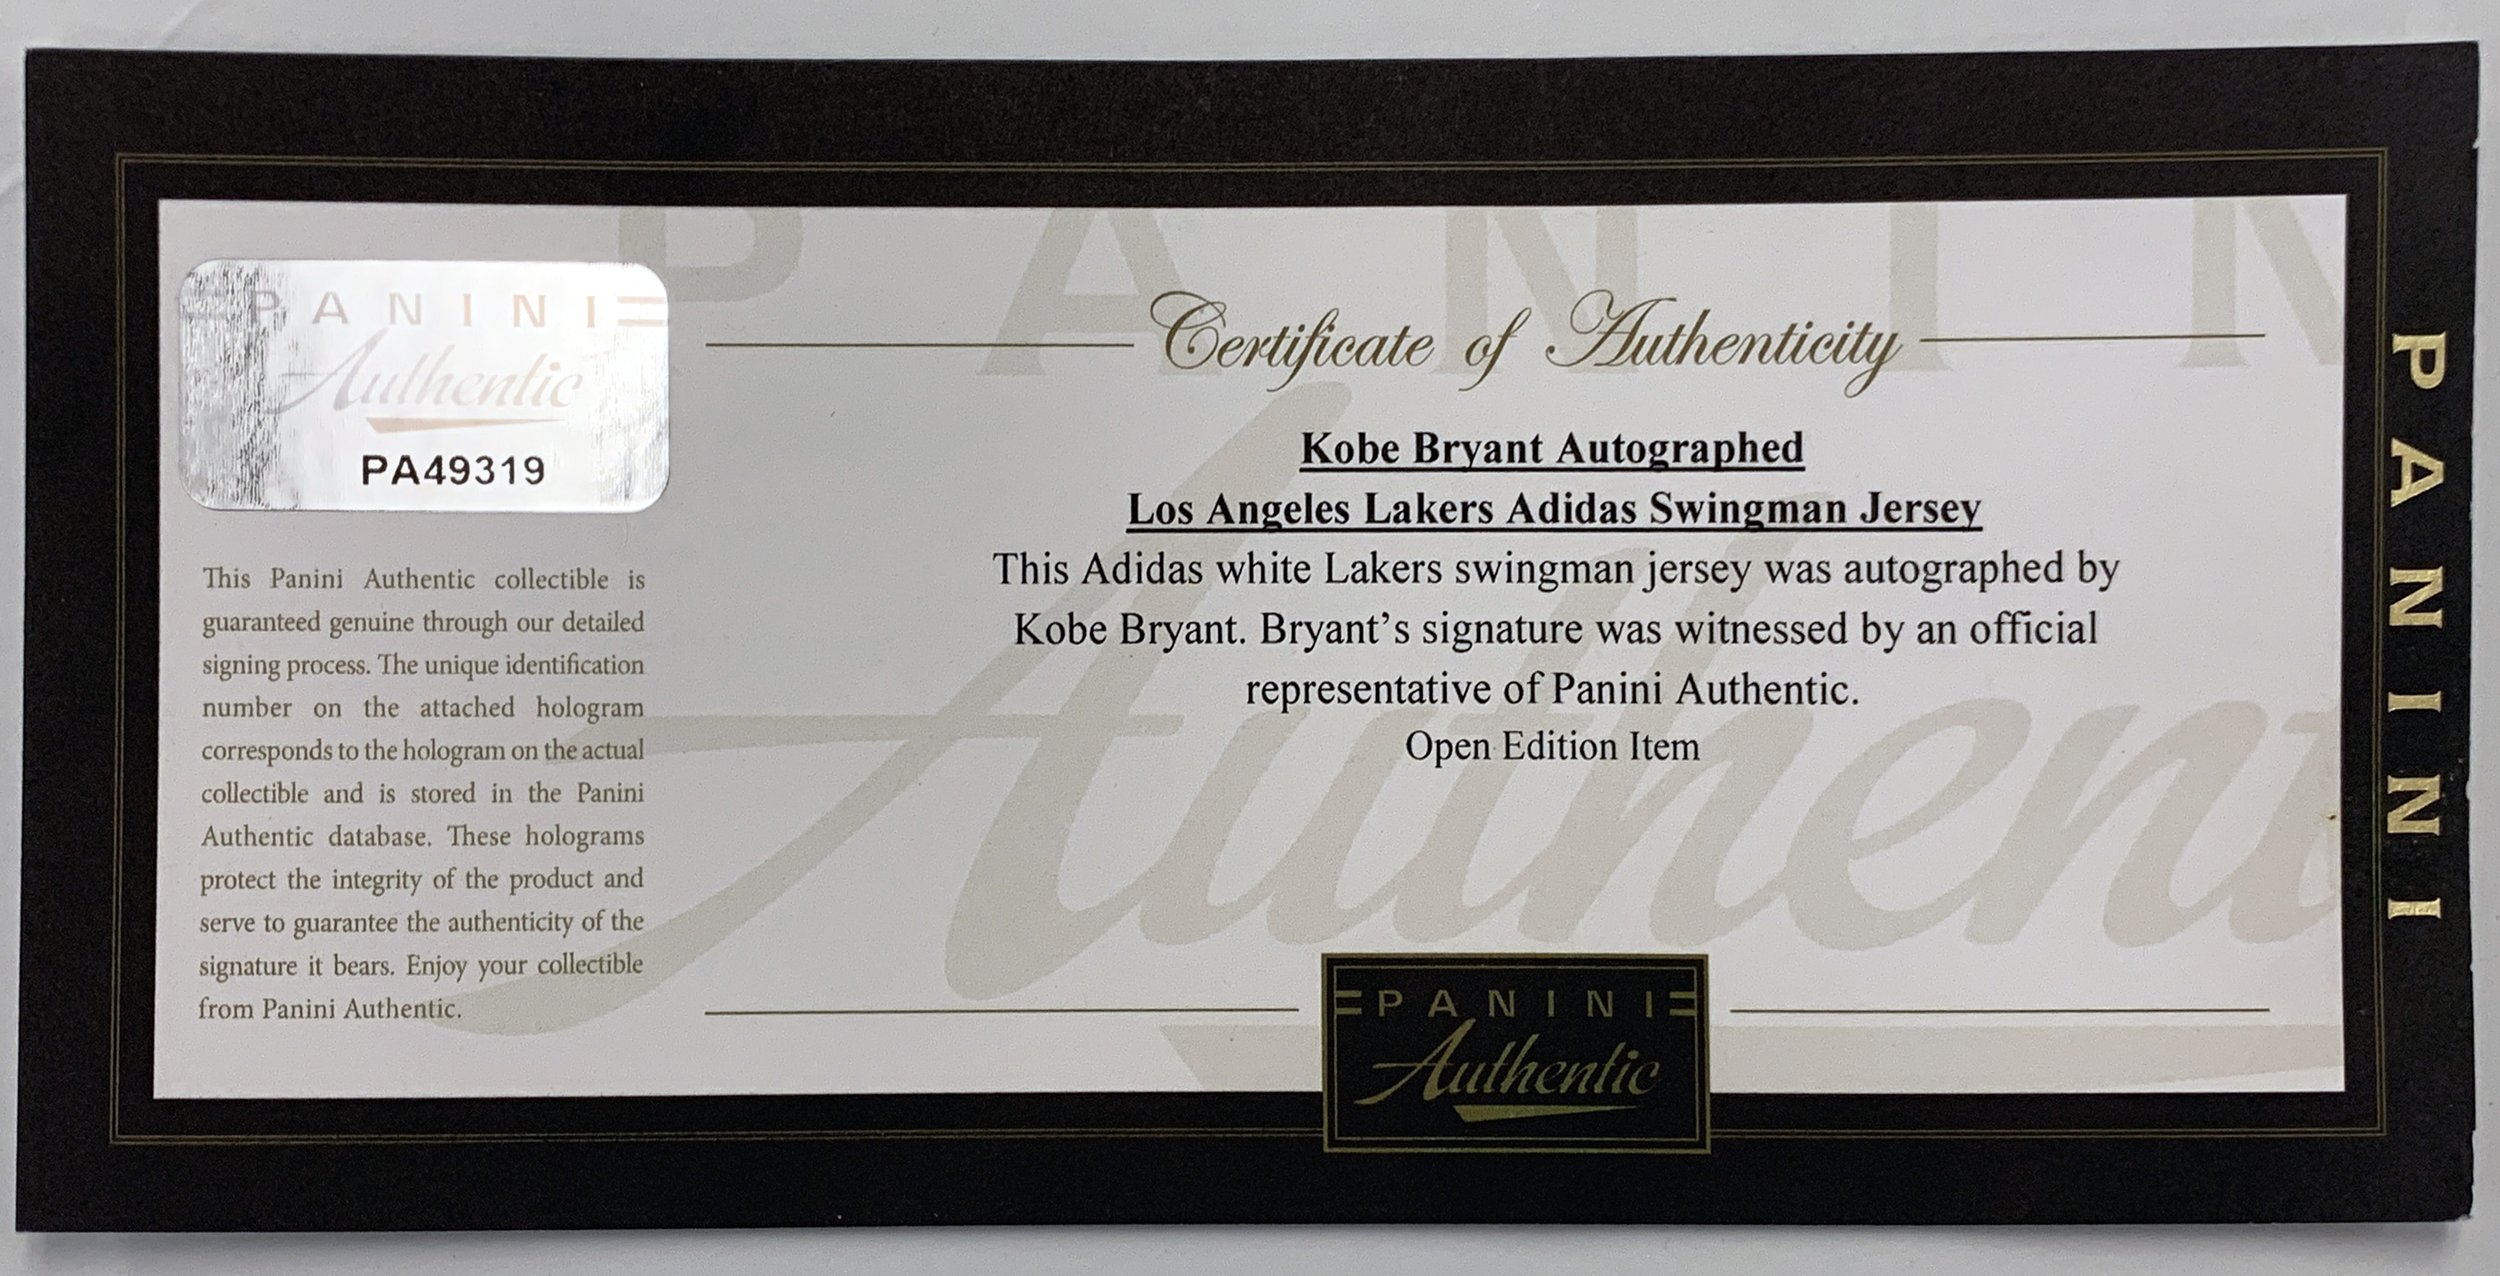 PANINI
Authentic
PA49319
This Panini Authentic collectible is
guaranteed genuine through our detailed
signing process. The unique identification
number on the attached hologram
corresponds to the hologram on the actual
collectible and is stored in the Panini
Authentic database. These holograms
protect the integrity of the product and
serve to guarantee the authenticity of the
signature it bears. Enjoy your collectible
from Panini Authentic.
Certificate of Authenticity
Kobe Bryant Autographed
Los Angeles Lakers Adidas Swingman Jersey
This Adidas white Lakers swingman jersey was autographed by
Kobe Bryant. Bryant's signature was witnessed by an official
representative of Panini Authentic.
Open Edition Item
PANINI
Authentic
PANINI
PANIN
Authent